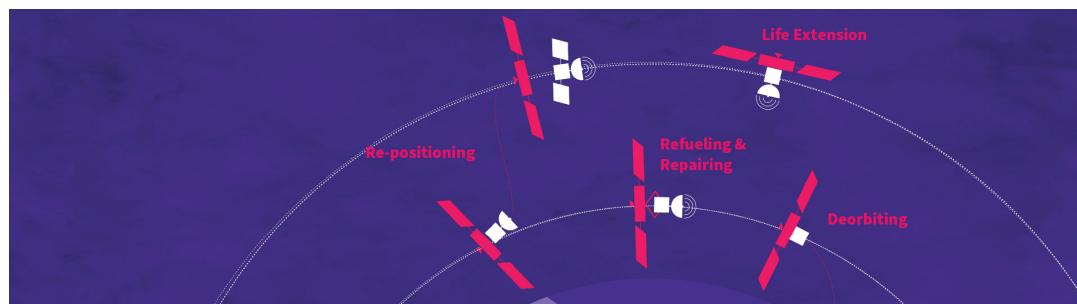 Life Extension
Re-positioning
Refueling &
Repairing
Deorbiting